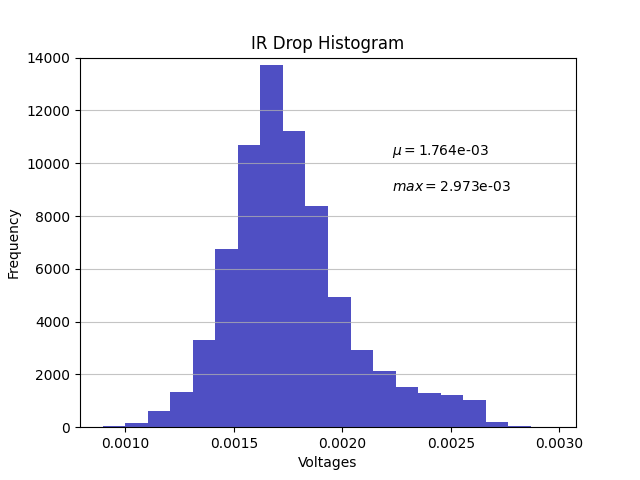 IR Drop Histogram
14000
12000
10000
8000
6000
4000
2000
0
Frequency
μ = 1.764e-03
max = 2.973e-03
0.0010 0.0015 0.0020 0.0025 0.0030
Voltages